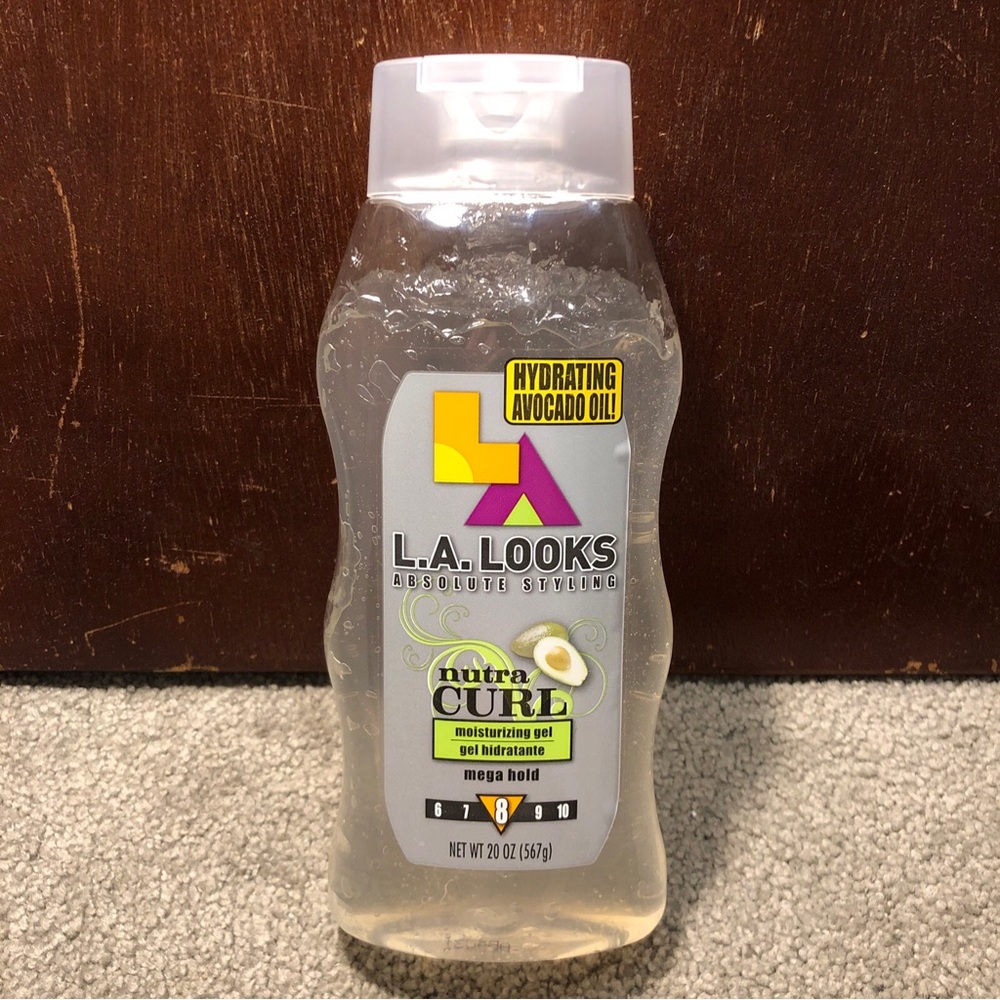 HYDRATING
AVOCADO OIL!
LA
L.A. LOOKS
ABSOLUTE STYLING
nutra
CURL
moisturizing gel
gel hidratante
mega hold
6 7 8 9 10
NET WT 20 OZ (567g)